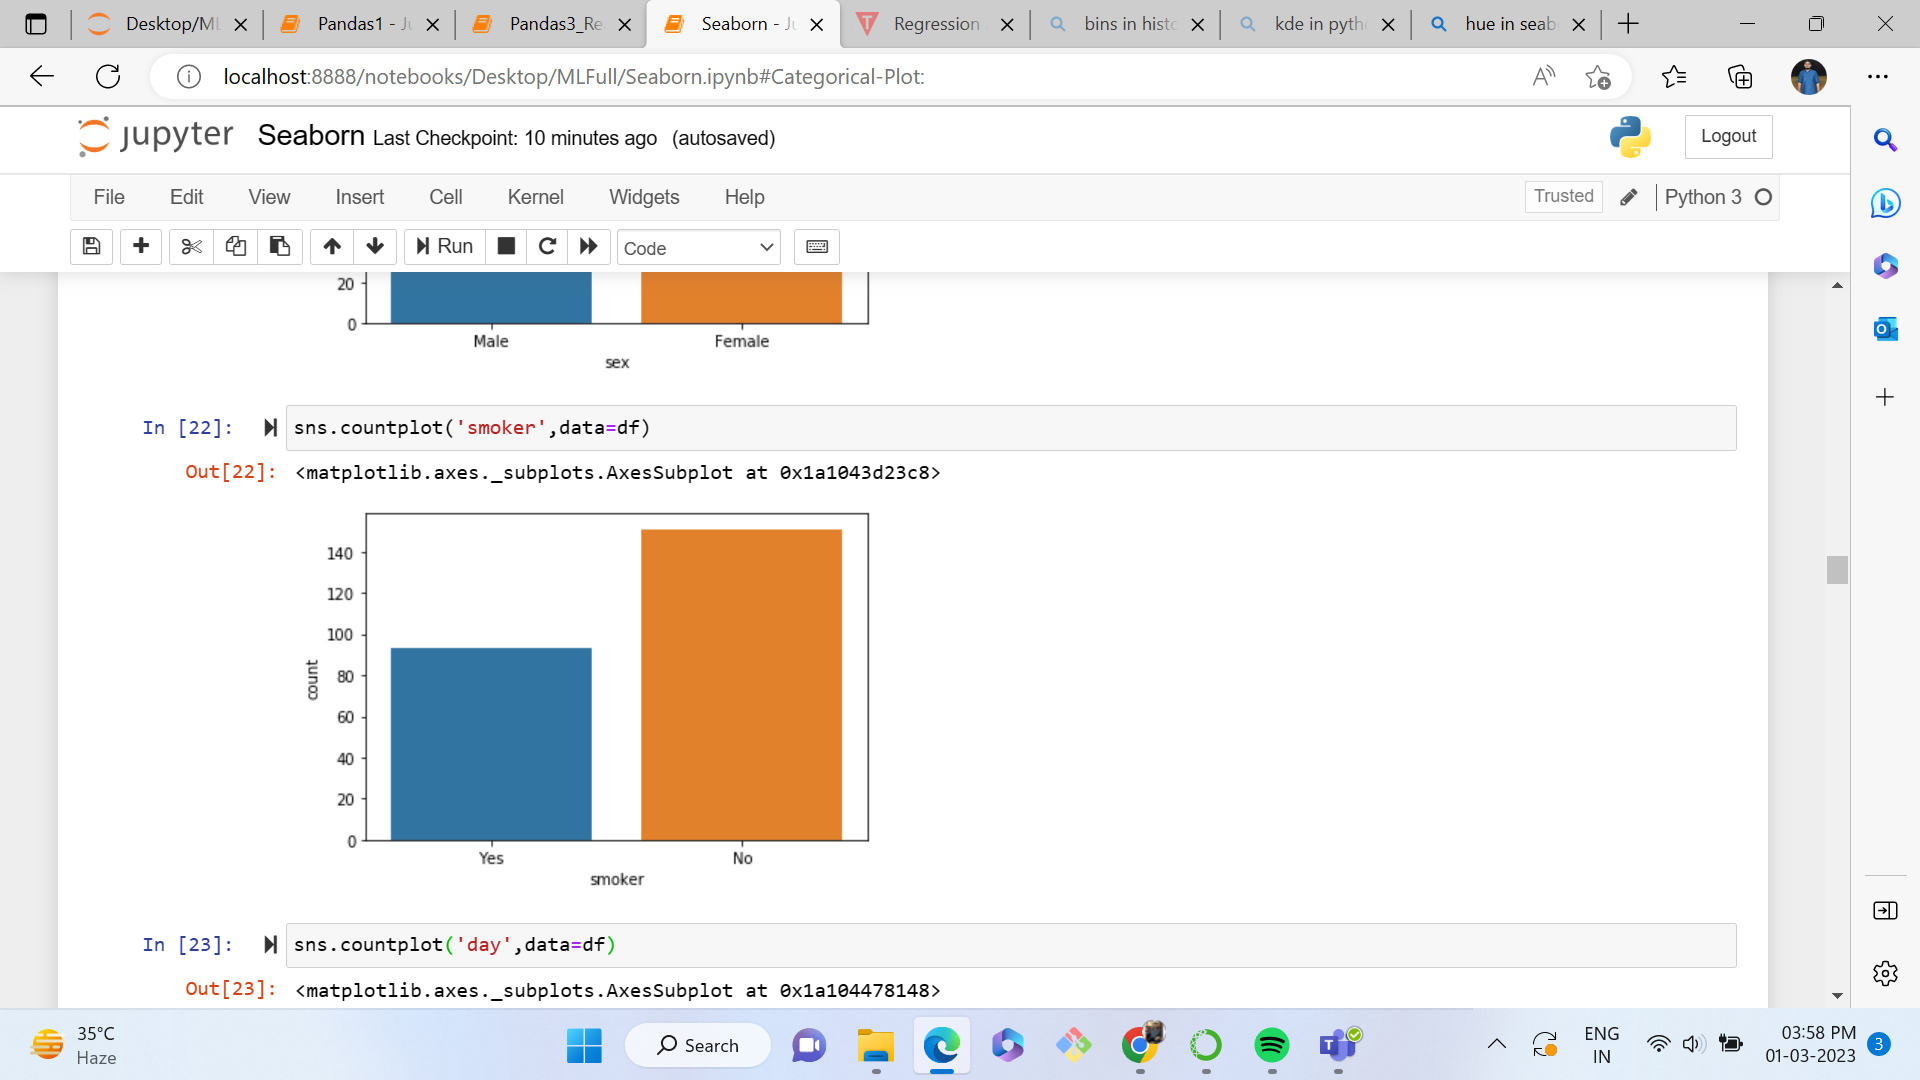 Desktop/ML
Pandas1 - Ju
Pandas3_Re
Seaborn - Ju
Regression
bins in histo
kde in pyth
hue in seab
localhost:8888/notebooks/Desktop/MLFull/Seaborn.ipynb#Categorical-Plot:
jupyter Seaborn Last Checkpoint: 10 minutes ago (autosaved)
Logout
File Edit View Insert Cell Kernel Widgets Help
Trusted Python 3
Run Code
20
0
Male Female
sex
In [22]: sns.countplot('smoker',data=df)
Out[22]: <matplotlib.axes._subplots.AxesSubplot at 0x1a1043d23c8>
140
120
100
80
60
40
20
0
count
Yes No
smoker
In [23]: sns.countplot('day',data=df)
Out[23]: <matplotlib.axes._subplots.AxesSubplot at 0x1a104478148>
35°C
Haze
Search
ENG
IN
03:58 PM
01-03-2023
3